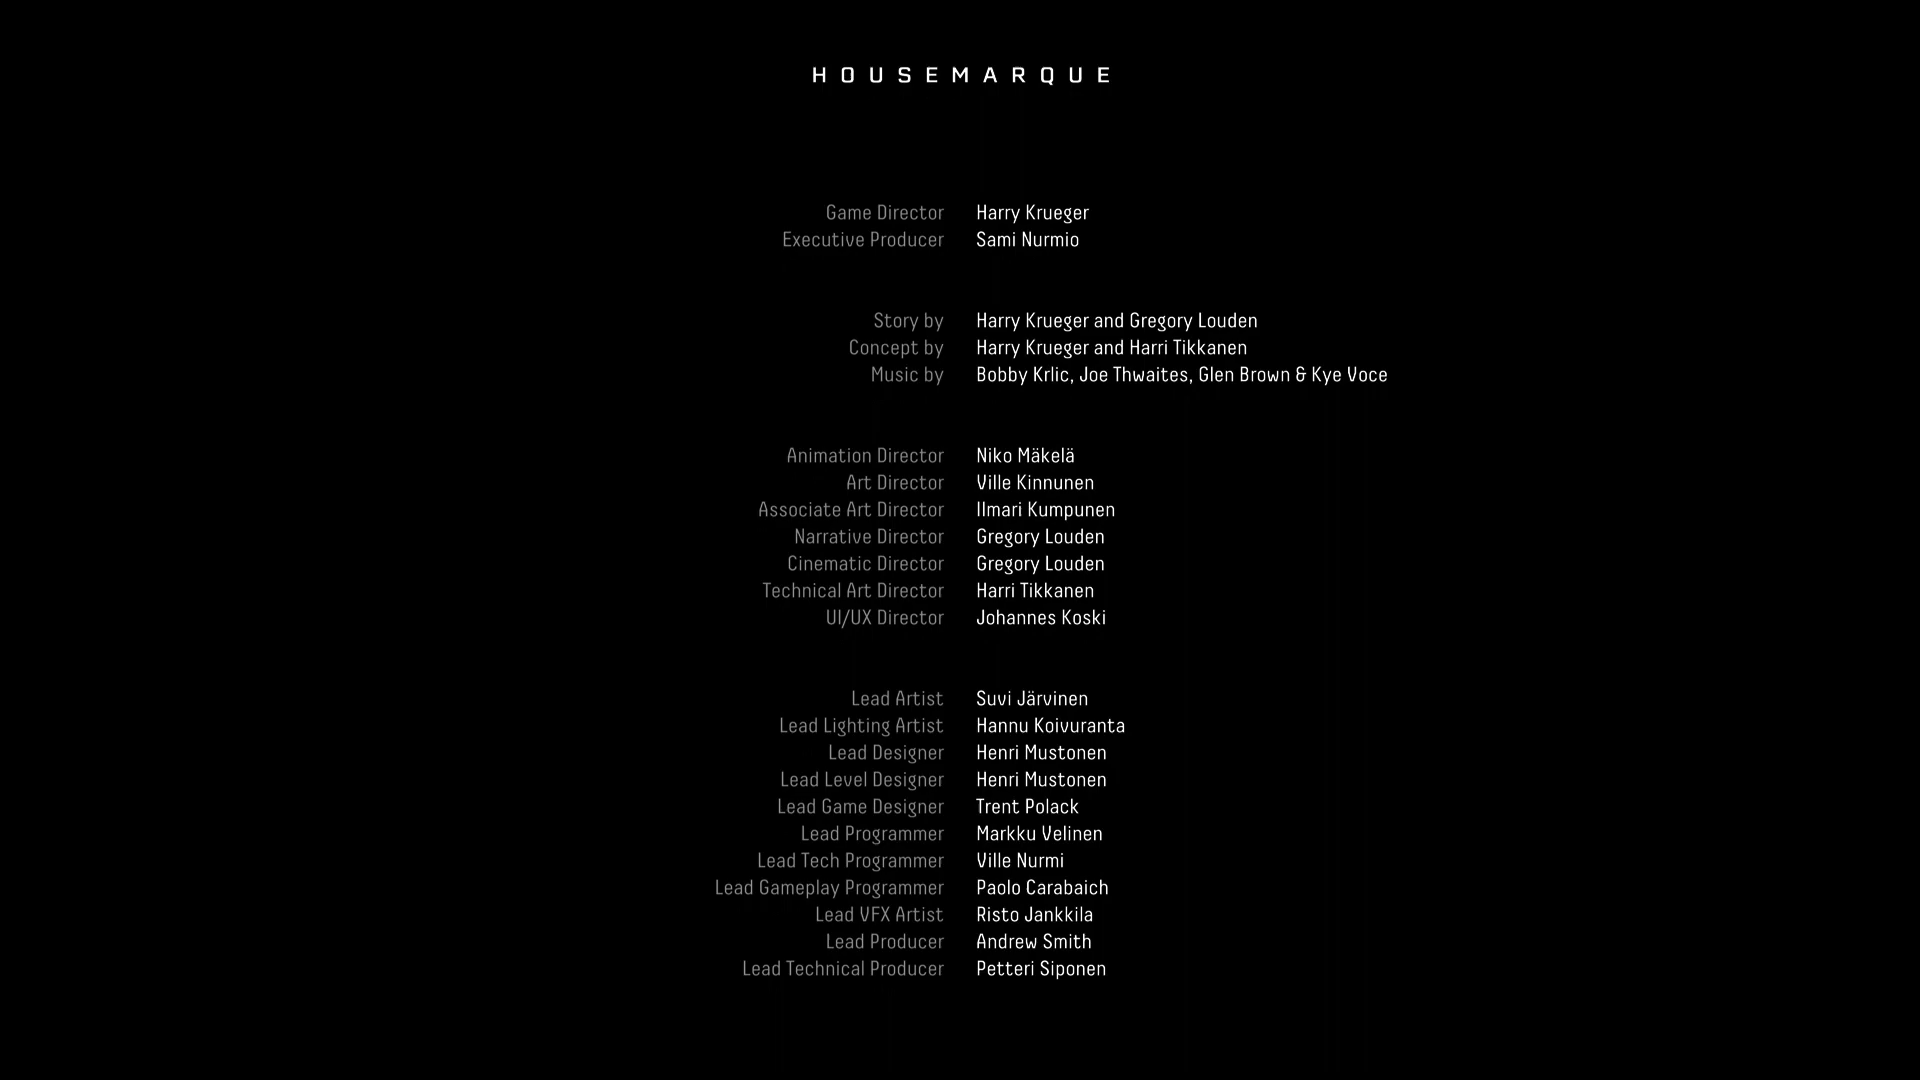 HOUSEMARQUE
Game Director Harry Krueger
Executive Producer Sami Nurmio
Story by Harry Krueger and Gregory Louden
Concept by Harry Krueger and Harri Tikkanen
Music by Bobby Krlic, Joe Thwaites, Glen Brown & Kye Voce
Animation Director Niko Mäkelä
Art Director Ville Kinnunen
Associate Art Director Ilmari Kumpunen
Narrative Director Gregory Louden
Cinematic Director Gregory Louden
Technical Art Director Harri Tikkanen
UI/UX Director Johannes Koski
Lead Artist Suvi Järvinen
Lead Lighting Artist Hannu Koivuranta
Lead Designer Henri Mustonen
Lead Level Designer Henri Mustonen
Lead Game Designer Trent Polack
Lead Programmer Markku Velinen
Lead Tech Programmer Ville Nurmi
Lead Gameplay Programmer Paolo Carabaich
Lead VFX Artist Risto Jankkila
Lead Producer Andrew Smith
Lead Technical Producer Petteri Siponen